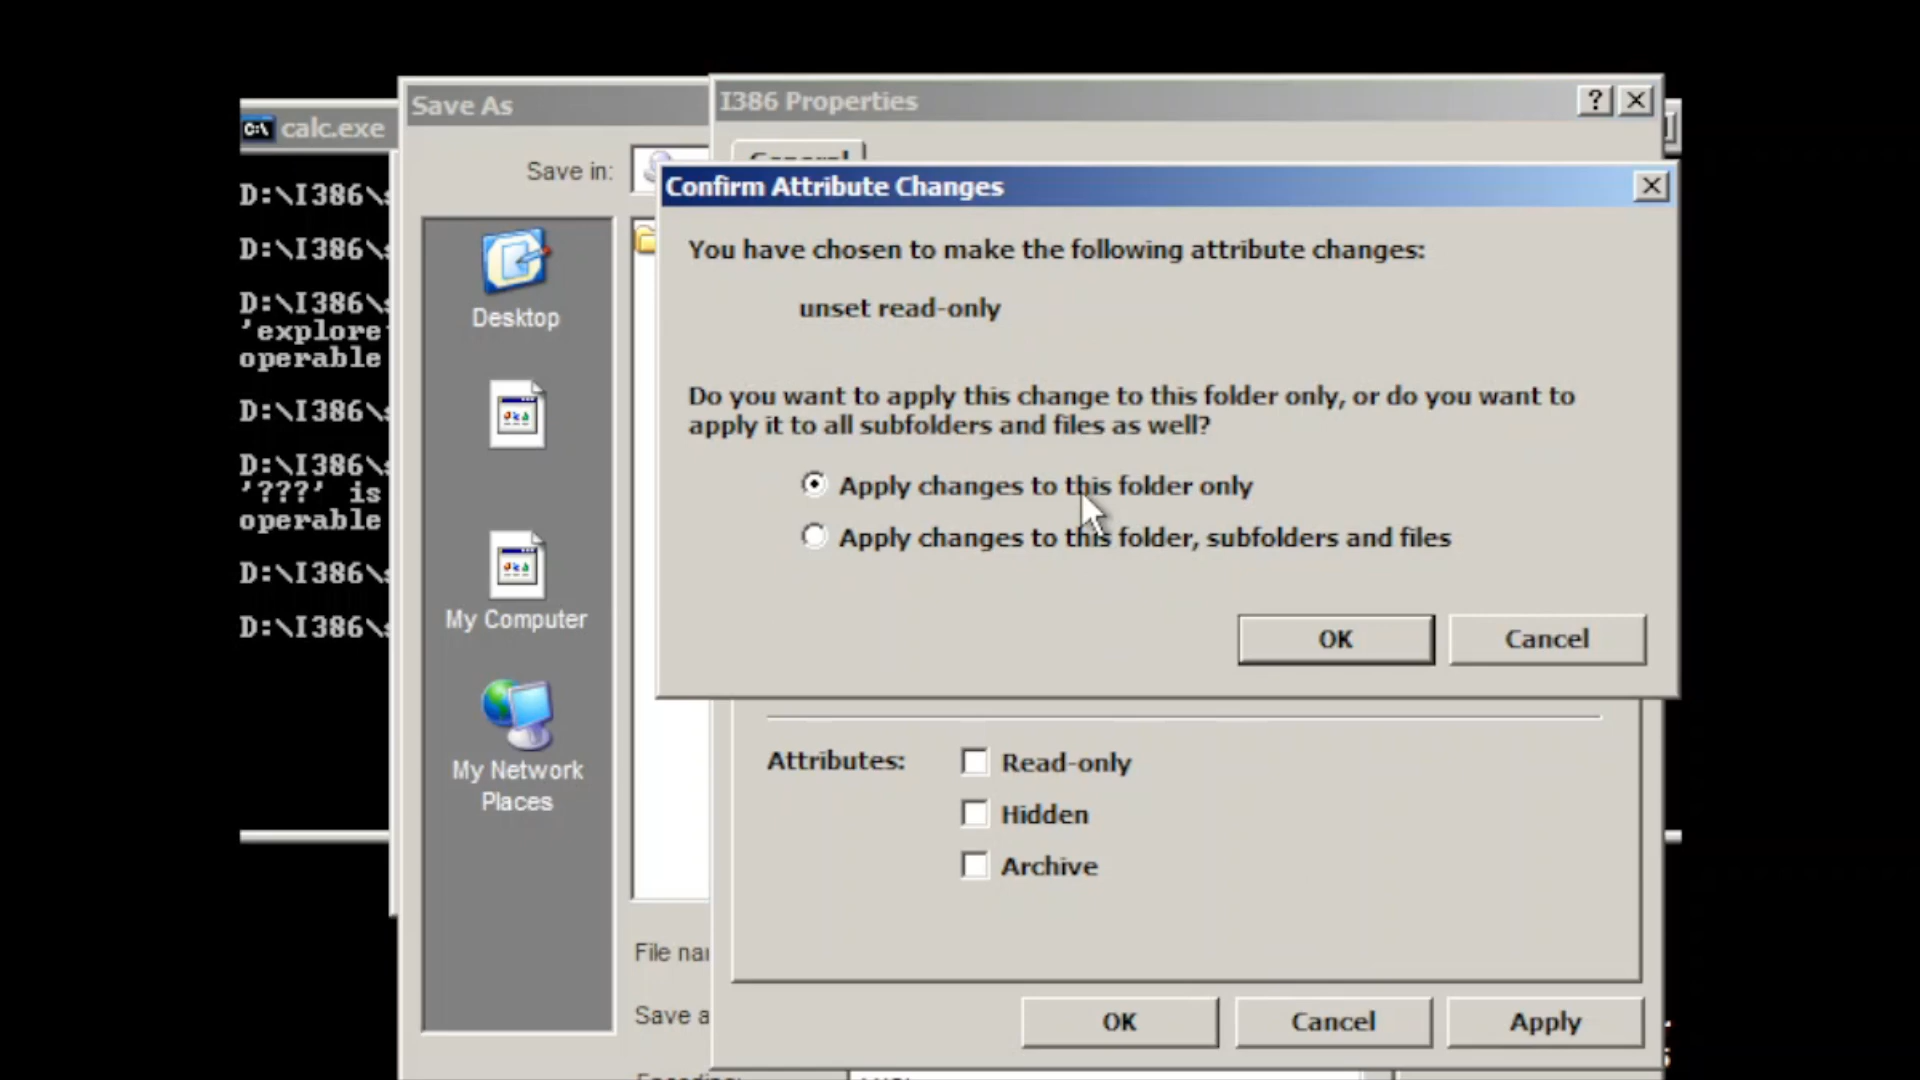 Save As
I386 Properties
?
C:\ calc.exe
General
Save in:
Confirm Attribute Changes
You have chosen to make the following attribute changes:
unset read-only
Do you want to apply this change to this folder only, or do you want to
apply it to all subfolders and files as well?
Apply changes to this folder only
Apply changes to this folder, subfolders and files
OK
Cancel
D:\I386\
D:\I386\
D:\I386\
'explore
operable
D:\I386\
D:\I386\
'???' is
operable
D:\I386\
D:\I386\
Desktop
My Computer
My Network
Places
Attributes:
Read-only
Hidden
Archive
File na
Save a
OK
Cancel
Apply